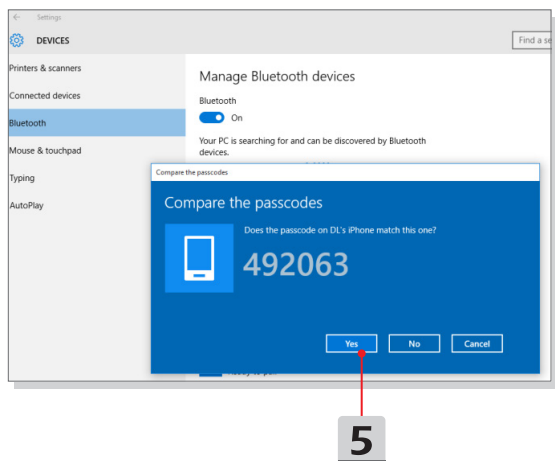 Settings
DEVICES
Find a se
Printers & scanners
Connected devices
Bluetooth
Mouse & touchpad
Typing
AutoPlay
Manage Bluetooth devices
Bluetooth
On
Your PC is searching for and can be discovered by Bluetooth
devices.
Compare the passcodes
Compare the passcodes
Does the passcode on DL's iPhone match this one?
492063
Yes
No
Cancel
5